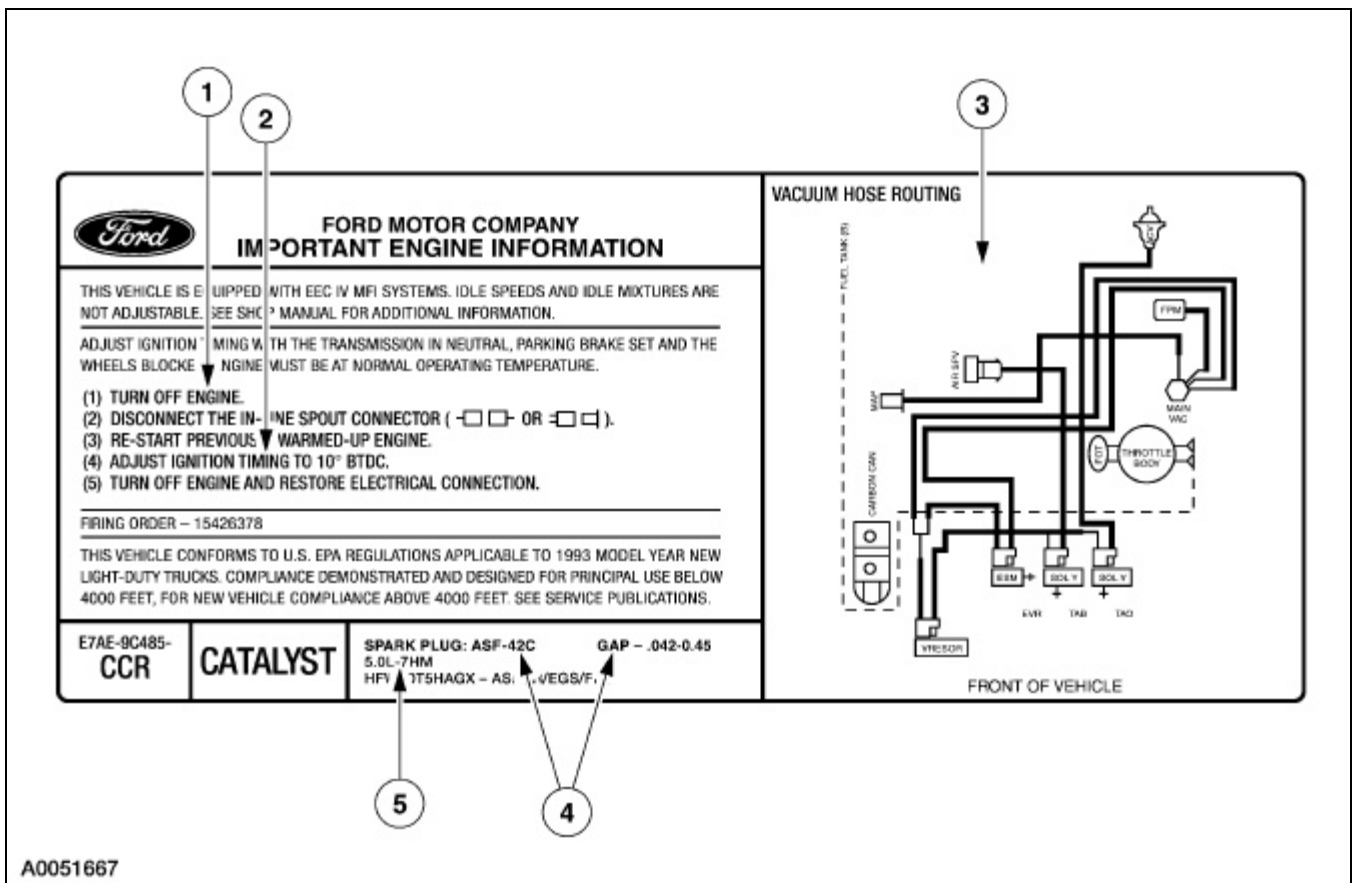 1
2
3
Ford
FORD MOTOR COMPANY
IMPORTANT ENGINE INFORMATION
THIS VEHICLE IS EQUIPPED WITH EEC IV MFI SYSTEMS. IDLE SPEEDS AND IDLE MIXTURES ARE
NOT ADJUSTABLE. SEE SHOP MANUAL FOR ADDITIONAL INFORMATION.
ADJUST IGNITION TIMING WITH THE TRANSMISSION IN NEUTRAL, PARKING BRAKE SET AND THE
WHEELS BLOCKE ENGINE MUST BE AT NORMAL OPERATING TEMPERATURE.
(1) TURN OFF ENGINE.
(2) DISCONNECT THE IN-LINE SPOUT CONNECTOR ( OR ).
(3) RE-START PREVIOUS WARMED-UP ENGINE.
(4) ADJUST IGNITION TIMING TO 10° BTDC.
(5) TURN OFF ENGINE AND RESTORE ELECTRICAL CONNECTION.
FIRING ORDER – 15426378
THIS VEHICLE CONFORMS TO U.S. EPA REGULATIONS APPLICABLE TO 1993 MODEL YEAR NEW
LIGHT-DUTY TRUCKS. COMPLIANCE DEMONSTRATED AND DESIGNED FOR PRINCIPAL USE BELOW
4000 FEET, FOR NEW VEHICLE COMPLIANCE ABOVE 4000 FEET. SEE SERVICE PUBLICATIONS.
E7AE-9C485-
CCR
CATALYST
SPARK PLUG: ASF-42C GAP – .042-0.45
5.0L-7HM
VACUUM HOSE ROUTING
FUEL TANK (S)
FPM
AIR SPV
MAP
MAIN
VAC
THROTTLE
BODY
CARBON CAN
SOL V
SOL V
EVR
TAB
TAD
VRESOR
FRONT OF VEHICLE
5
4
A0051667